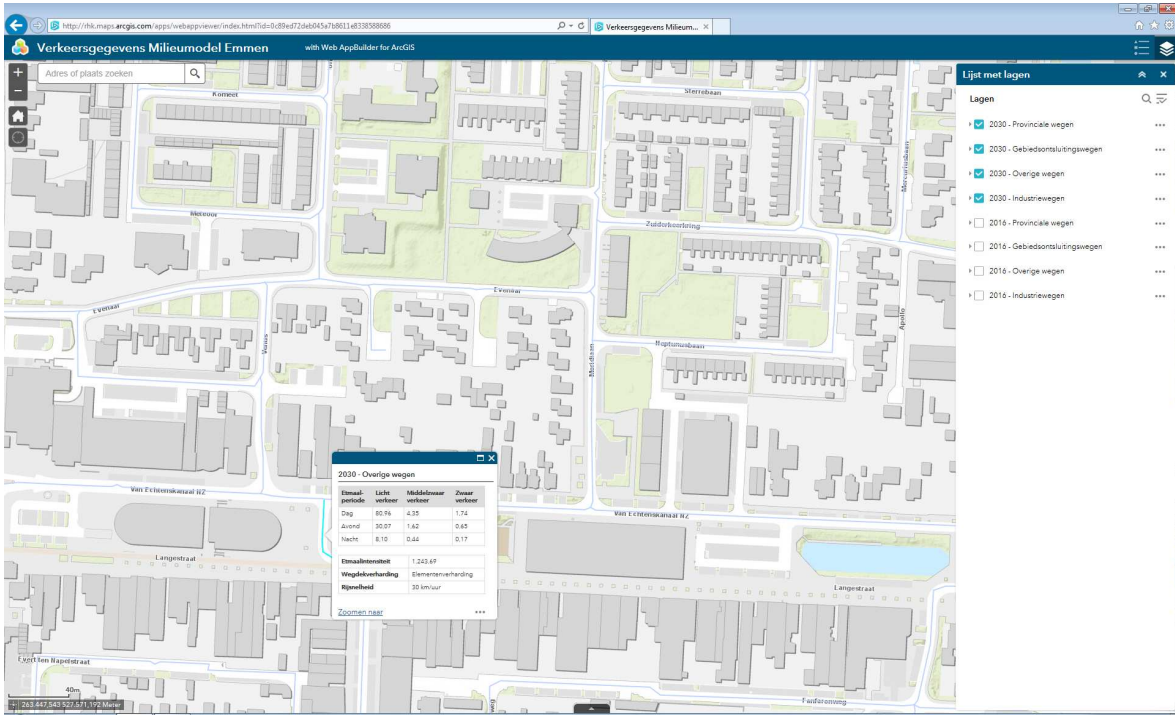 http://rhk.maps.arcgis.com/apps/webappviewer/index.html?id=0c89ed72deb045a7b8611e8338588686
Verkeersgegevens Milieum...
Verkeersgegevens Milieumodel Emmen
with Web AppBuilder for ArcGIS
Adres of plaats zoeken
Lijst met lagen
Lagen
2030 - Provinciale wegen
2030 - Gebiedsontsluitingswegen
2030 - Overige wegen
2030 - Industriewegen
2016 - Provinciale wegen
2016 - Gebiedsontsluitingswegen
2016 - Overige wegen
2016 - Industriewegen
Komeet
Sterrebaan
Mercuriusbaan
Meteoor
Zuiderkeerkring
Evenaar
Evenaar
Venus
Meridiaan
Neptunusbaan
Apollo
Van Echtenskanaal NZ
Van Echtenskanaal NZ
Langestraat
Langestraat
Evert ten Napelstraat
Fanfareweg
2030 - Overige wegen
Etmaal-periode Licht verkeer Middelzwaar verkeer Zwaar verkeer
Dag 80,96 4,35 1,74
Avond 30,07 1,62 0,65
Nacht 8,10 0,44 0,17
Etmaalintensiteit 1.243,69
Wegdekverharding Elementenverharding
Rijsnelheid 30 km/uur
Zoomen naar
40m
263.447,543 527.571,192 Meter